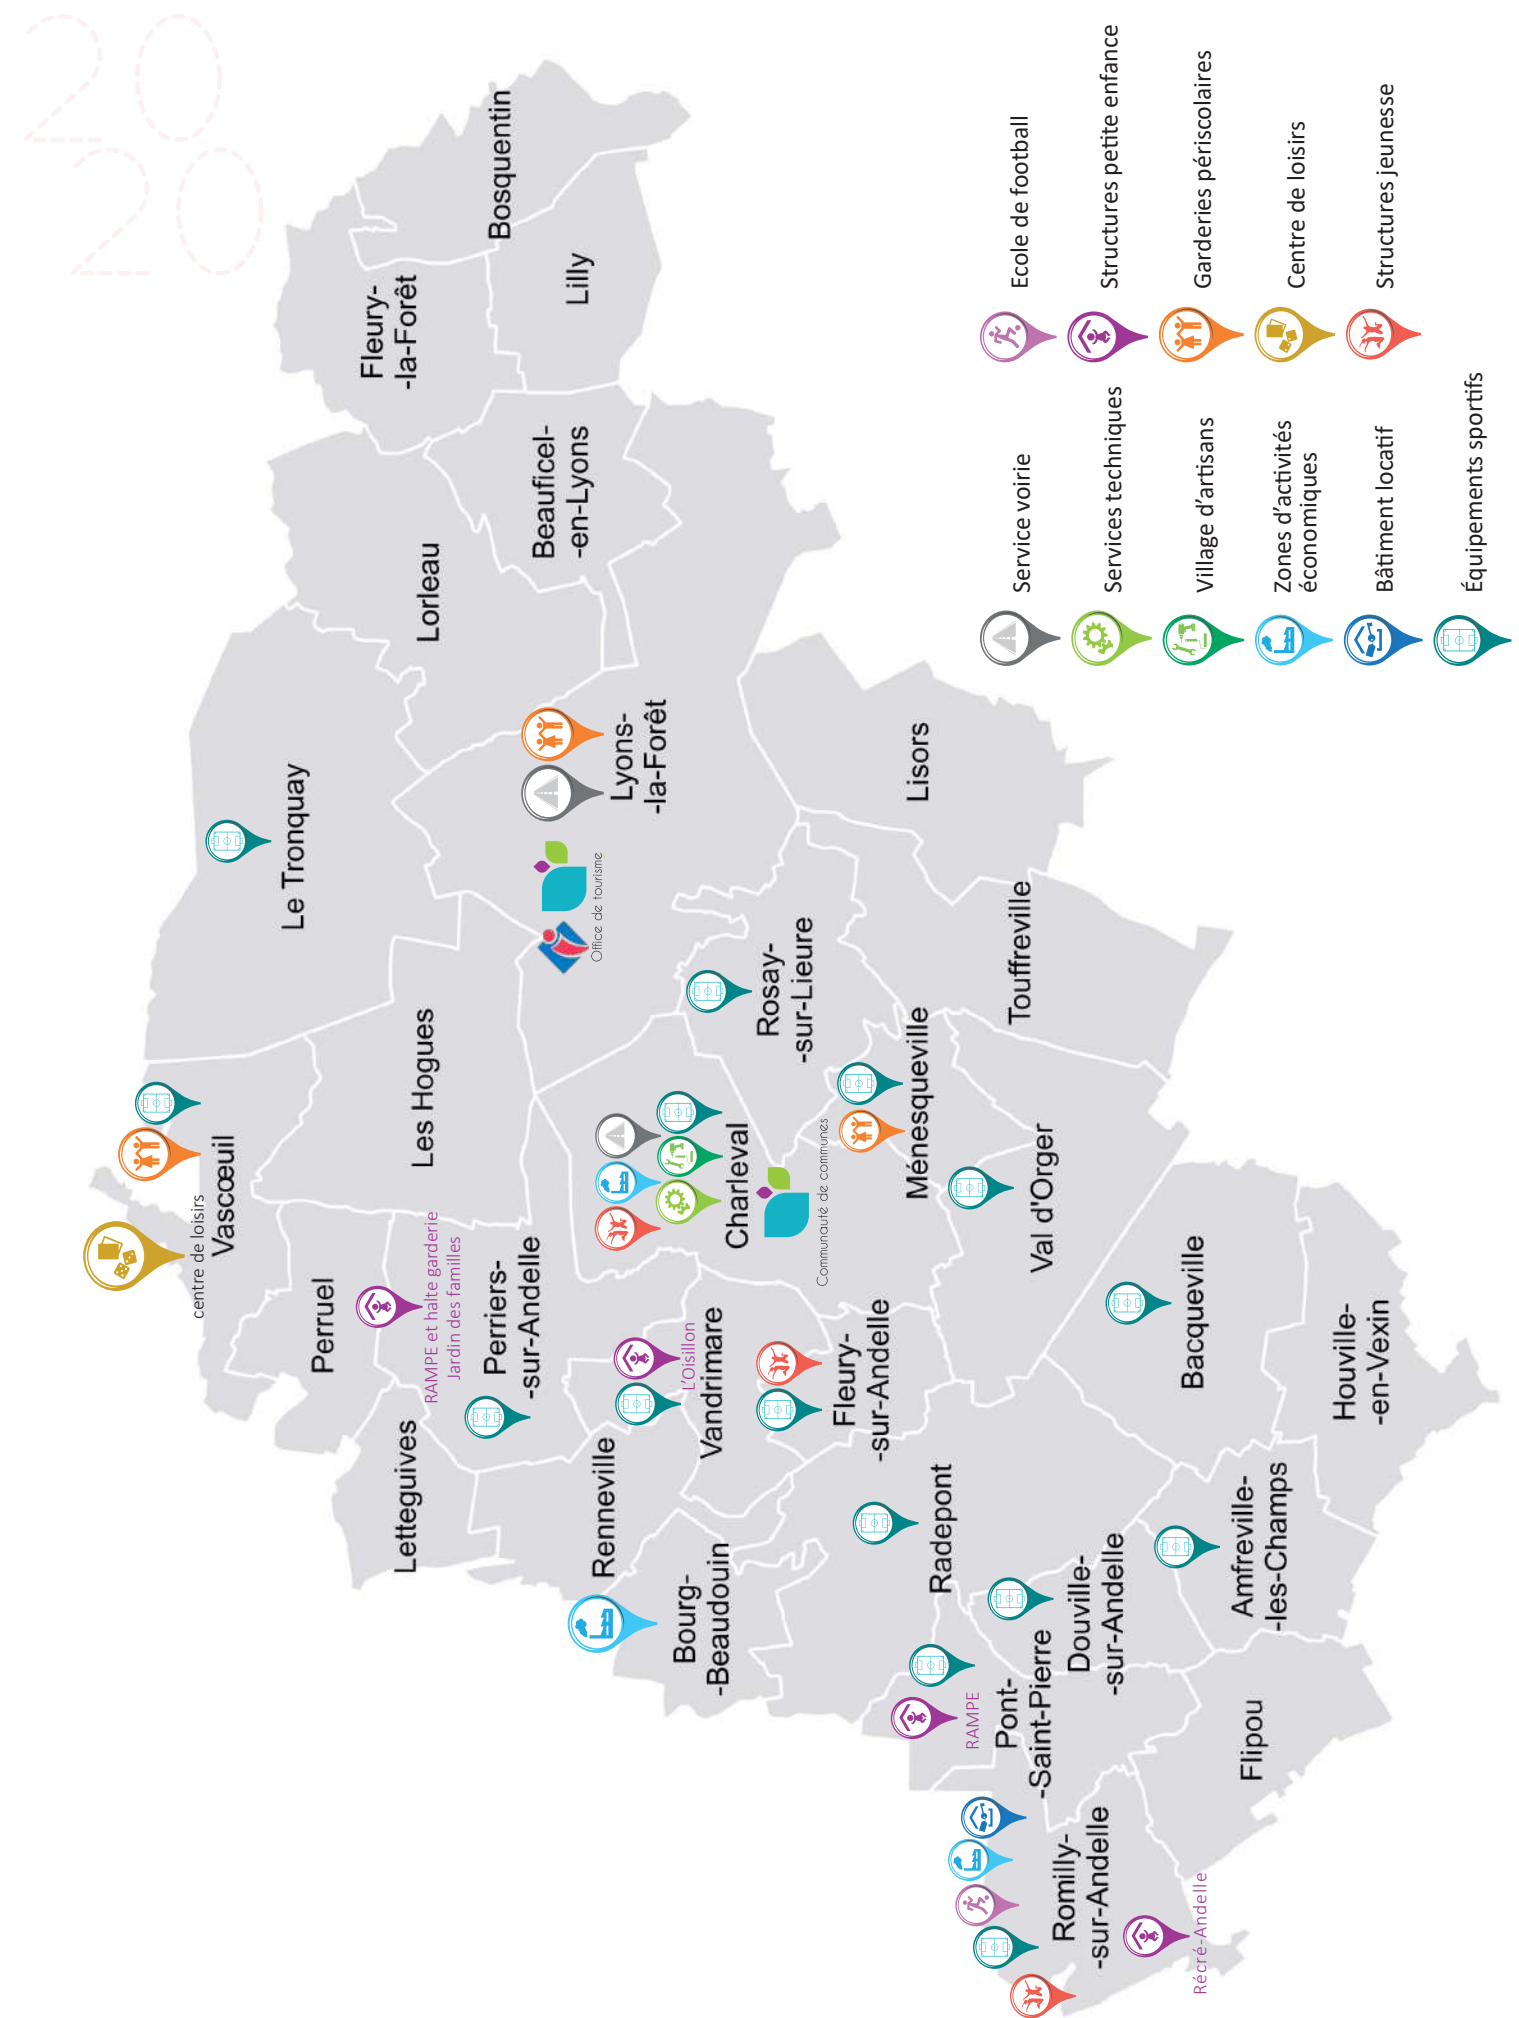 2020
Vascœuil
centre de loisirs
Le Tronquay
Perruel
Les Hogues
Lorleau
Fleury-
-la-Forêt
Bosquentin
Lilly
Beauficel-
-en-Lyons
Letteguives
RAMPE et halte garderie
Jardin des familles
Perriers-
-sur-Andelle
Lyons-
-la-Forêt
Office de tourisme
Renneville
L'Oisillon
Vandrimare
Charleval
Communauté de communes
Rosay-
-sur-Lieure
Lisors
Bourg-
-Beaudouin
Fleury-
-sur-Andelle
Ménesqueville
Touffreville
Radepont
Val d'Orger
RAMPE
Pont-
-Saint-Pierre
Douville-
-sur-Andelle
Bacqueville
Romilly-
-sur-Andelle
Récré-Andelle
Flipou
Amfreville-
-les-Champs
Houville-
-en-Vexin
Service voirie
Services techniques
Village d'artisans
Zones d'activités
économiques
Bâtiment locatif
Équipements sportifs
Ecole de football
Structures petite enfance
Garderies périscolaires
Centre de loisirs
Structures jeunesse